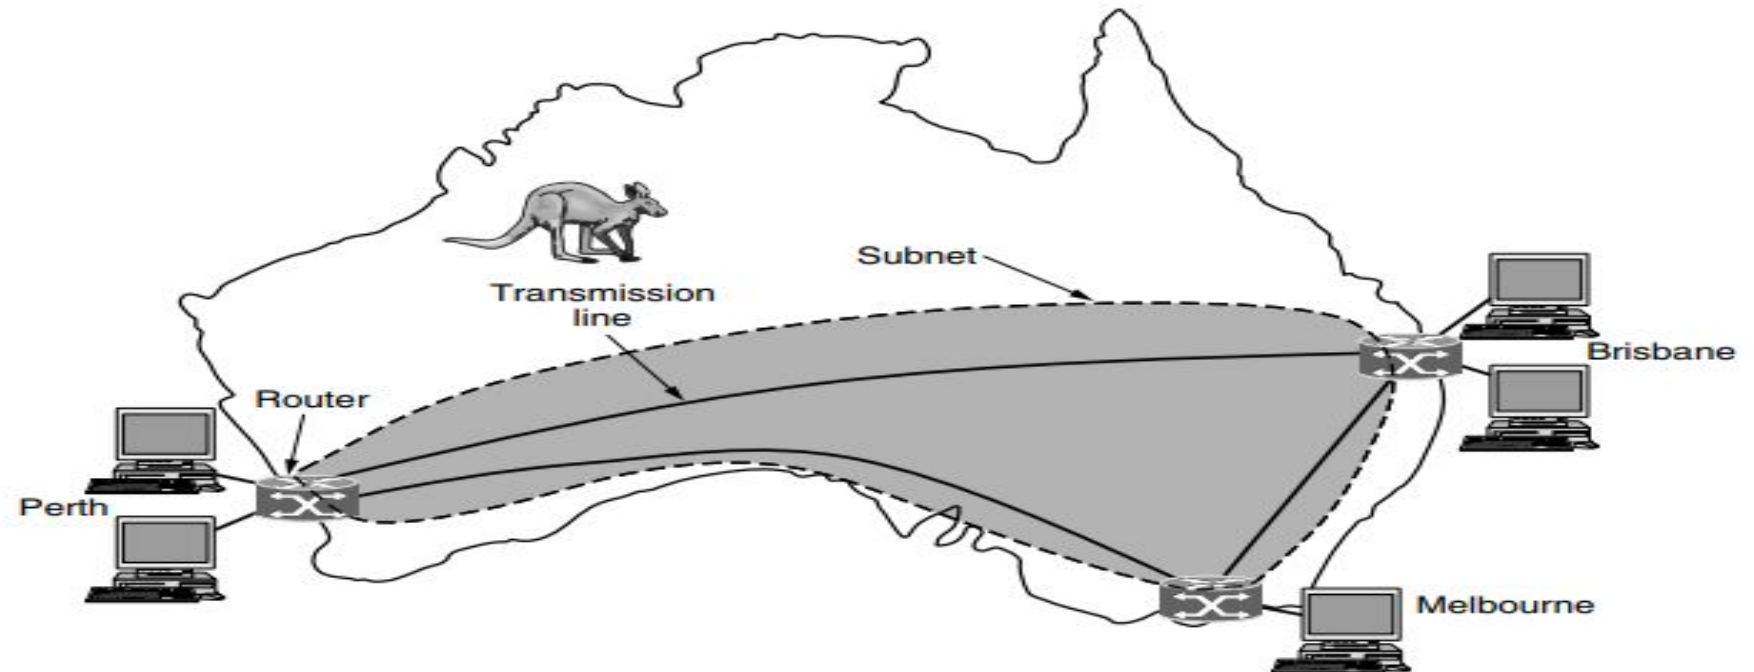 Subnet
Transmission
line
Brisbane
Router
Perth
Melbourne